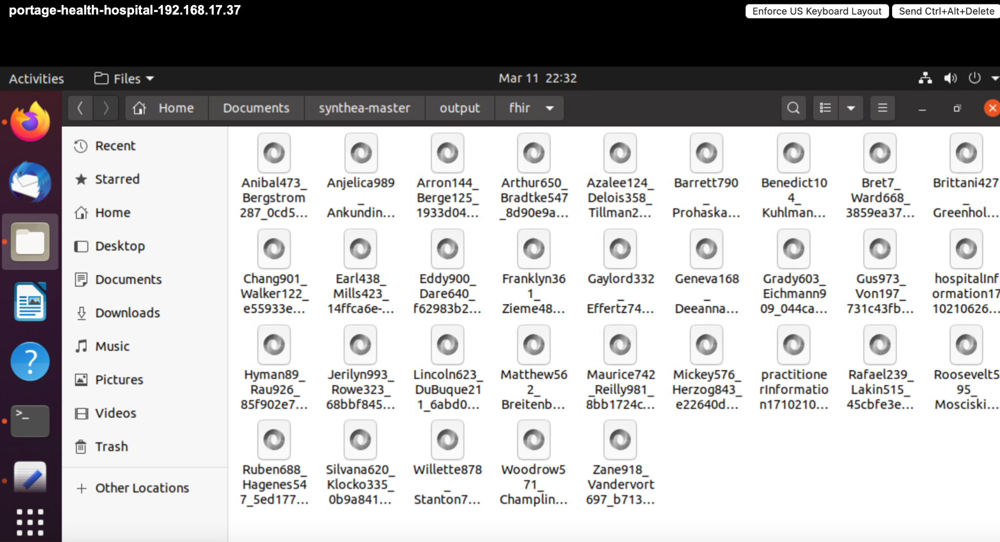 portage-health-hospital-192.168.17.37
Enforce US Keyboard Layout
Send Ctrl+Alt+Delete
Activities
Files
Mar 11 22:32
Home
Documents
synthea-master
output
fhir
Recent
Starred
Home
Desktop
Documents
Downloads
Music
Pictures
Videos
Trash
Other Locations
Anibal473_
Bergstrom
287_0cd5...
Anjelica989
_
Ankundin...
Arron144_
Berge125_
1933d04...
Arthur650_
Bradtke547
_8d90e9a...
Azalee124_
Delois358_
Tillman2...
Barrett790
_
Prohaska...
Benedict10
4_
Kuhlman...
Bret7_
Ward668_
3859ea37...
Brittani427
_
Greenhol...
Chang901_
Walker122_
e55933e...
Earl438_
Mills423_
14ffca6e-...
Eddy900_
Dare640_
f62983b2...
Franklyn36
1_
Zieme48...
Gaylord332
_
Effertz74...
Geneva168
_
Deeanna...
Grady603_
Eichmann9
09_044ca...
Gus973_
Von197_
731c43fb...
hospitalInf
ormation17
10210626...
Hyman89_
Rau926_
85f902e7...
Jerilyn993_
Rowe323_
68bbf845...
Lincoln623_
DuBuque21
1_6abd0...
Matthew56
2_
Breitenb...
Maurice742
_Reilly981_
8bb1724c...
Mickey576_
Herzog843_
e22640d...
practitione
rInformatio
n1710210...
Rafael239_
Lakin515_
45cbfe3e...
Roosevelt5
95_
Mosciski...
Ruben688_
Hagenes54
7_5ed177...
Silvana620_
Klocko335_
0b9a841...
Willette878
_
Stanton7...
Woodrow5
71_
Champlin...
Zane918_
Vandervort
697_b713...